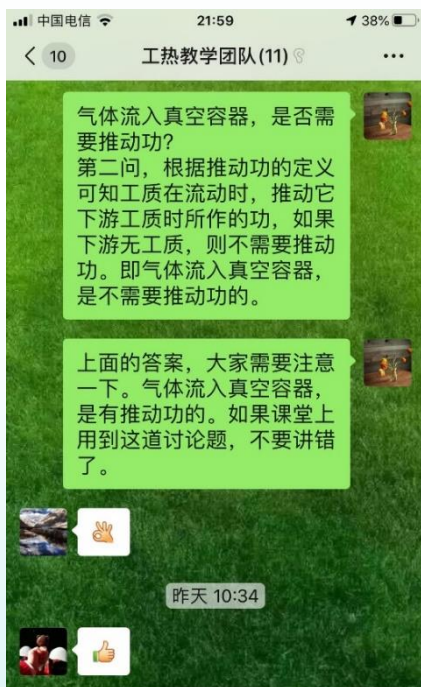 中国电信 21:59 38%
10 工热教学团队(11)
气体流入真空容器，是否需
要推动功?
第二问，根据推动功的定义
可知工质在流动时，推动它
下游工质时所作的功，如果
下游无工质，则不需要推动
功。即气体流入真空容器，
是不需要推动功的。
上面的答案，大家需要注意
一下。气体流入真空容器，
是有推动功的。如果课堂上
用到这道讨论题，不要讲错
了。
昨天 10:34